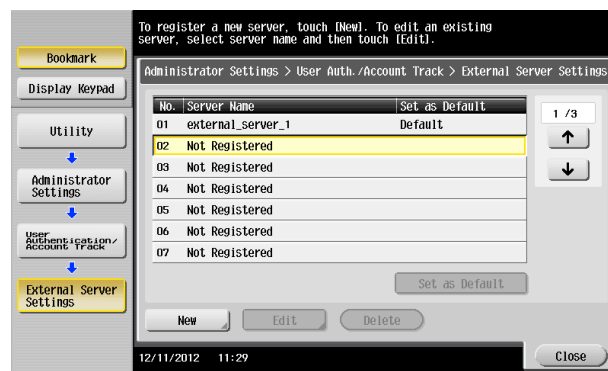 To register a new server, touch [New]. To edit an existing
server, select server name and then touch [Edit].
Bookmark
Display Keypad
Utility
Administrator
Settings
User
Authentication/
Account Track
External Server
Settings
Administrator Settings > User Auth./Account Track > External Server Settings
No. Server Name Set as Default
01 external_server_1 Default
02 Not Registered
03 Not Registered
04 Not Registered
05 Not Registered
06 Not Registered
07 Not Registered
1 /3
Set as Default
New Edit Delete
12/11/2012 11:29
Close